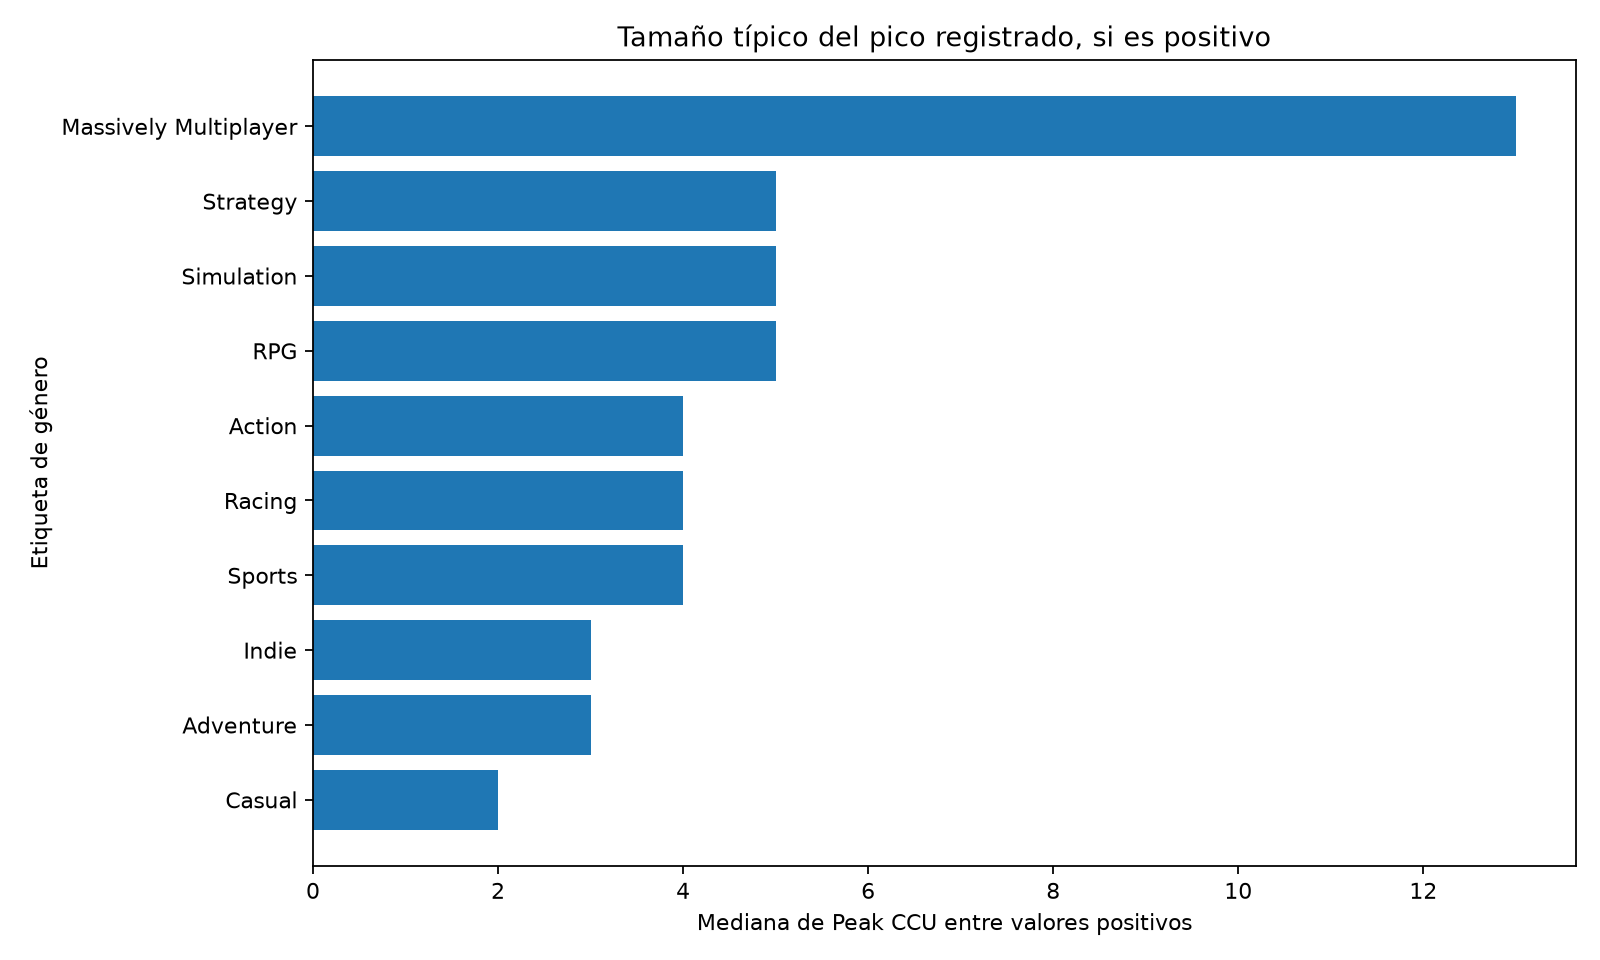 Tamaño típico del pico registrado, si es positivo
Etiqueta de género
Massively Multiplayer
Strategy
Simulation
RPG
Action
Racing
Sports
Indie
Adventure
Casual
0 2 4 6 8 10 12
Mediana de Peak CCU entre valores positivos